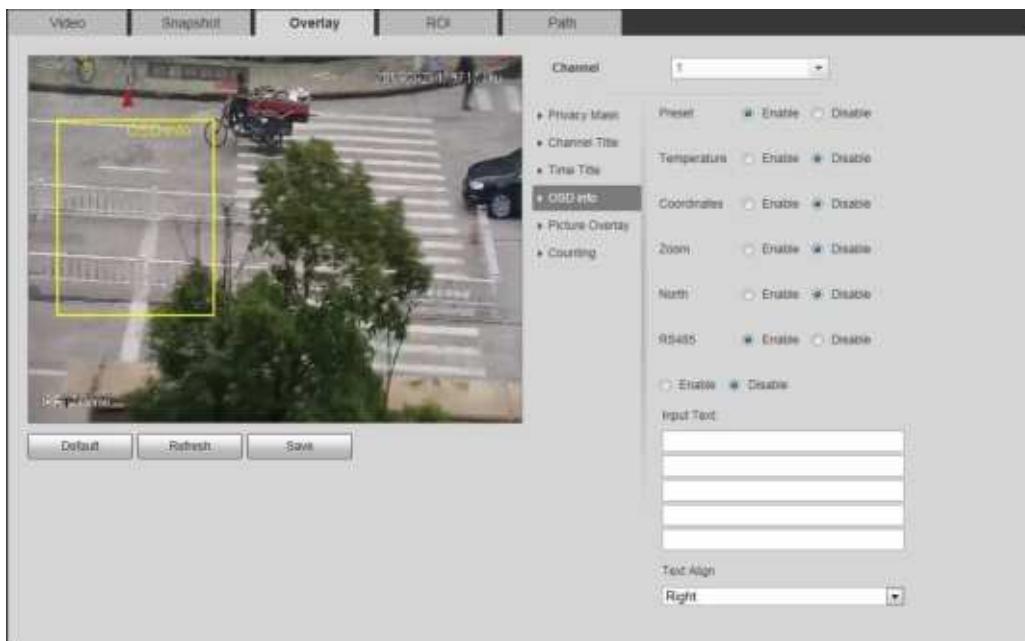 Video Snapshot Overlay ROI Path
Channel 1
Privacy Mask
Channel Title
Time Title
OSD Info
Picture Overlay
Counting
Preset Enable Disable
Temperature Enable Disable
Coordinates Enable Disable
Zoom Enable Disable
North Enable Disable
RS485 Enable Disable
Enable Disable
Input Text
Text Align
Right
OSD Info
Default Refresh Save